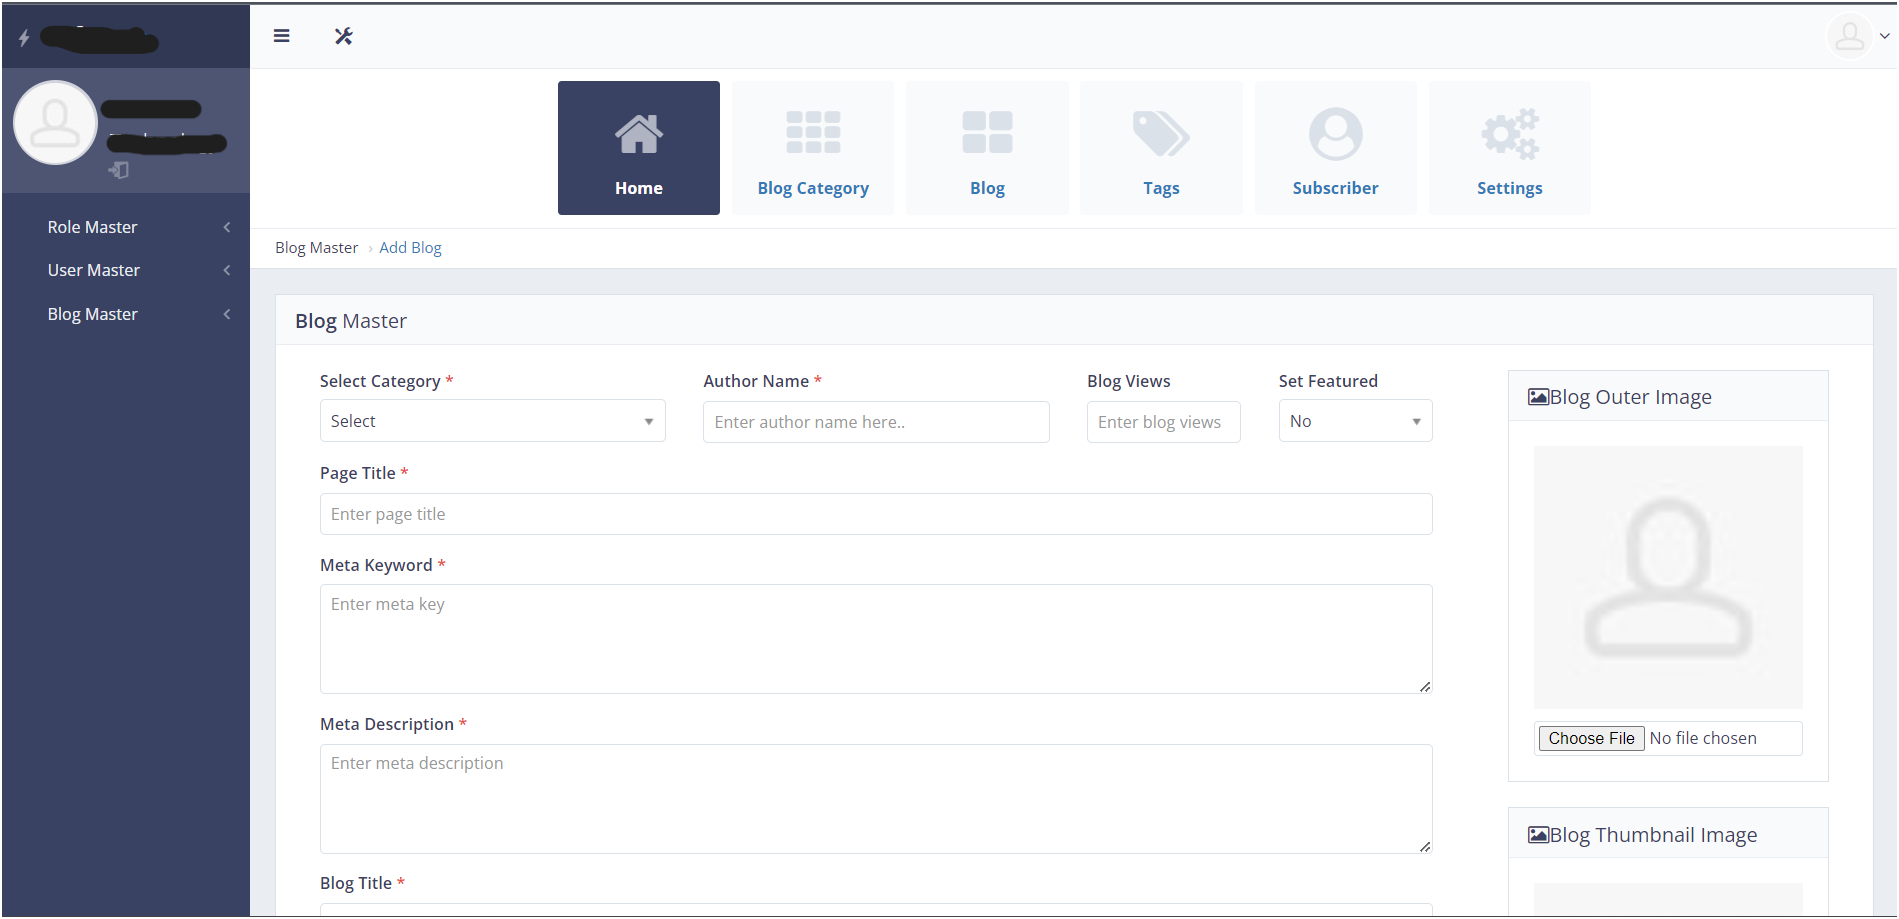 Home
Blog Category
Blog
Tags
Subscriber
Settings
Role Master
User Master
Blog Master
Blog Master › Add Blog
Blog Master
Select Category *
Author Name *
Blog Views
Set Featured
Select
Enter author name here..
Enter blog views
No
Page Title *
Enter page title
Meta Keyword *
Enter meta key
Meta Description *
Enter meta description
Blog Title *
Blog Outer Image
Choose File No file chosen
Blog Thumbnail Image